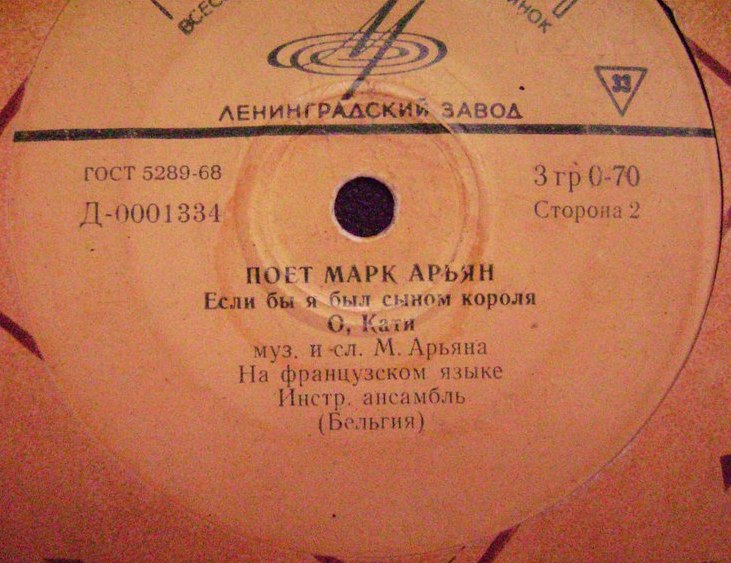 ЛЕНИНГРАДСКИЙ ЗАВОД
33
ГОСТ 5289-68
3 гр 0-70
Д-0001334
Сторона 2
ПОЕТ МАРК АРЬЯН
Если бы я был сыном короля
О, Кати
муз. и сл. М. Арьяна
На французском языке
Инстр. ансамбль
(Бельгия)